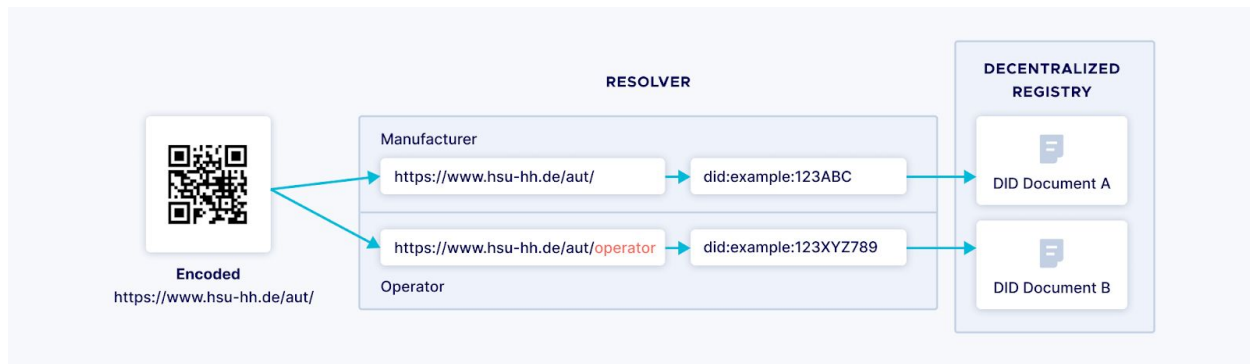 RESOLVER
DECENTRALIZED
REGISTRY
Manufacturer
https://www.hsu-hh.de/aut/
did:example:123ABC
DID Document A
https://www.hsu-hh.de/aut/operator
did:example:123XYZ789
Operator
DID Document B
Encoded
https://www.hsu-hh.de/aut/